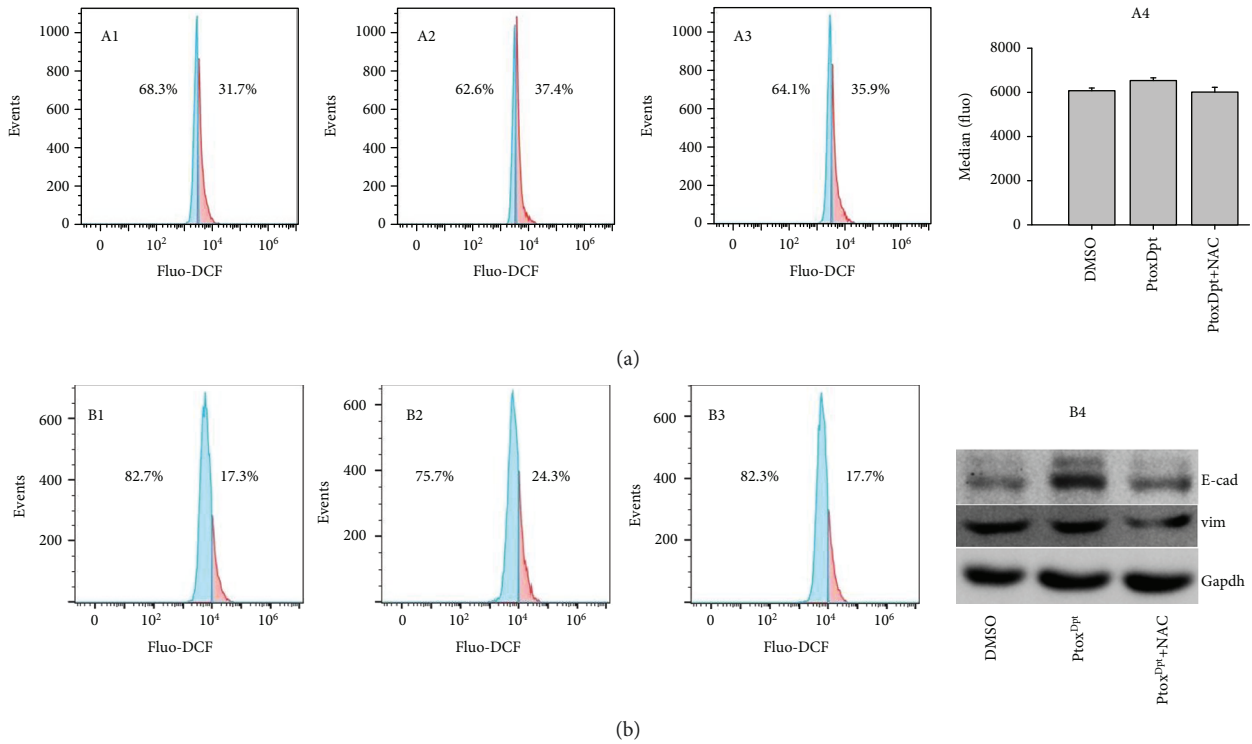 A1
68.3%
31.7%
Events
0
200
400
600
800
1000
0
10²
10⁴
10⁶
Fluo-DCF
A2
62.6%
37.4%
Events
0
200
400
600
800
1000
0
10²
10⁴
10⁶
Fluo-DCF
A3
64.1%
35.9%
Events
0
200
400
600
800
1000
0
10²
10⁴
10⁶
Fluo-DCF
A4
Median (fluo)
8000
6000
4000
2000
0
DMSO
PtoxDpt
PtoxDpt+NAC
(a)
B1
82.7%
17.3%
Events
600
400
200
0
10²
10⁴
10⁶
Fluo-DCF
B2
75.7%
24.3%
Events
600
400
200
0
10²
10⁴
10⁶
Fluo-DCF
B3
82.3%
17.7%
Events
600
400
200
0
10²
10⁴
10⁶
Fluo-DCF
B4
E-cad
vim
Gapdh
DMSO
Ptoxᴰᵖᵗ
Ptoxᴰᵖᵗ+NAC
(b)